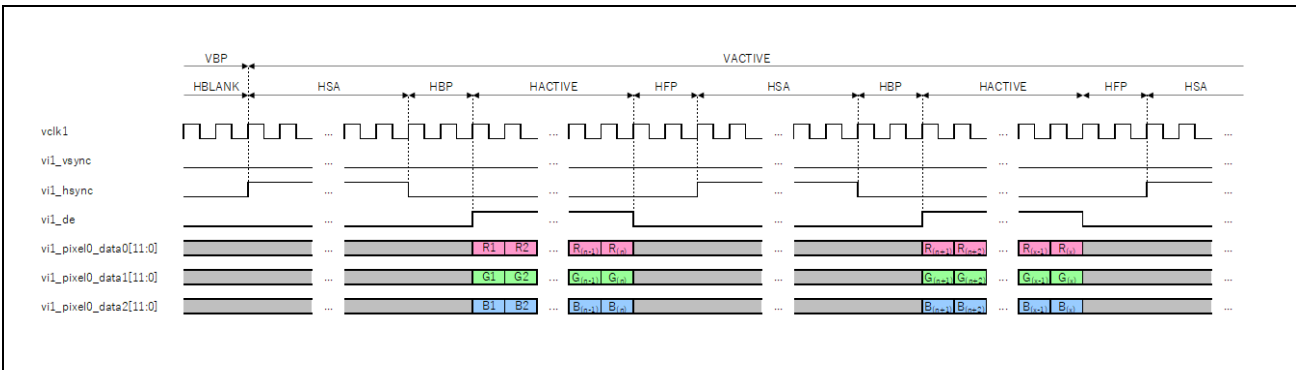 VBP VACTIVE
HBLANK HSA HBP HACTIVE HFP HSA HBP HACTIVE HFP HSA
vclk1 ... ... ... ... ...
vi1_vsync ... ... ... ... ...
vi1_hsync ... ... ... ... ...
vi1_de ... ... ... ... ...
vi1_pixel0_data0[11:0] ... R1 R2 ... R(n-1) R(n) ... R(n+1) R(n+2) ... R(x-1) R(x) ...
vi1_pixel0_data1[11:0] ... G1 G2 ... G(n-1) G(n) ... G(n+1) G(n+2) ... G(x-1) G(x) ...
vi1_pixel0_data2[11:0] ... B1 B2 ... B(n-1) B(n) ... B(n+1) B(n+2) ... B(x-1) B(x) ...